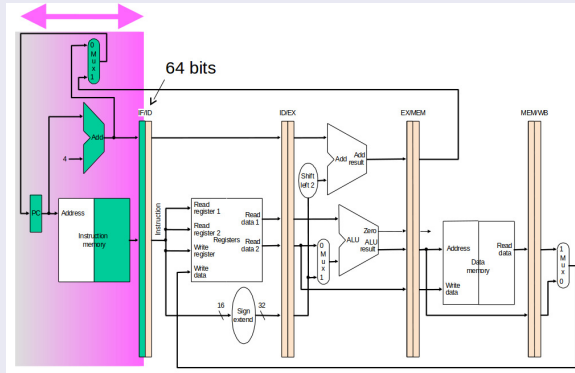 64 bits
IF/ID
ID/EX
EX/MEM
MEM/WB
0
M
u
x
1
Add
4
PC
Address
Instruction
memory
Instruction
Read
register 1
Read
register 2
Write
register
Write
data
Registers
Read
data 1
Read
data 2
16
Sign
extend
32
Shift
left 2
Add
Add
result
0
M
u
x
1
ALU
Zero
ALU
result
Address
Write
data
Read
data
Data
memory
1
M
u
x
0